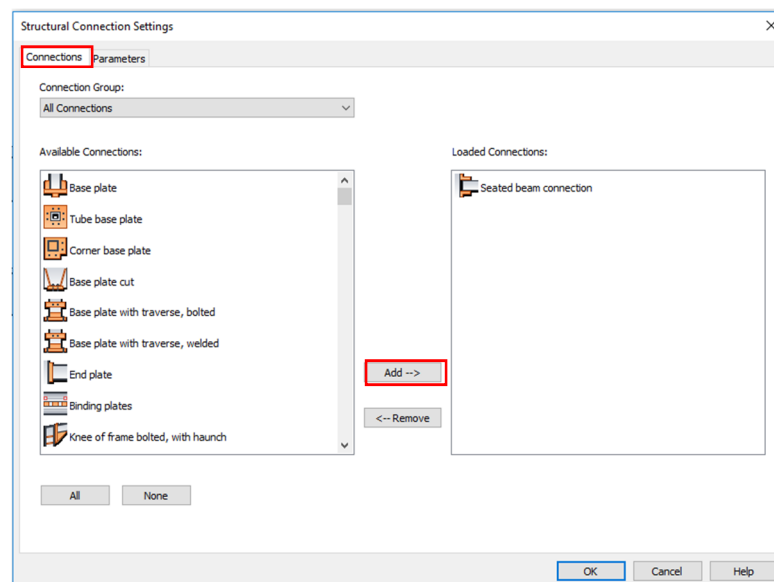 Structural Connection Settings
Connections
Parameters
Connection Group:
All Connections
Available Connections:
Base plate
Tube base plate
Corner base plate
Base plate cut
Base plate with traverse, bolted
Base plate with traverse, welded
End plate
Binding plates
Knee of frame bolted, with haunch
Add -->
<-- Remove
Loaded Connections:
Seated beam connection
All
None
OK
Cancel
Help